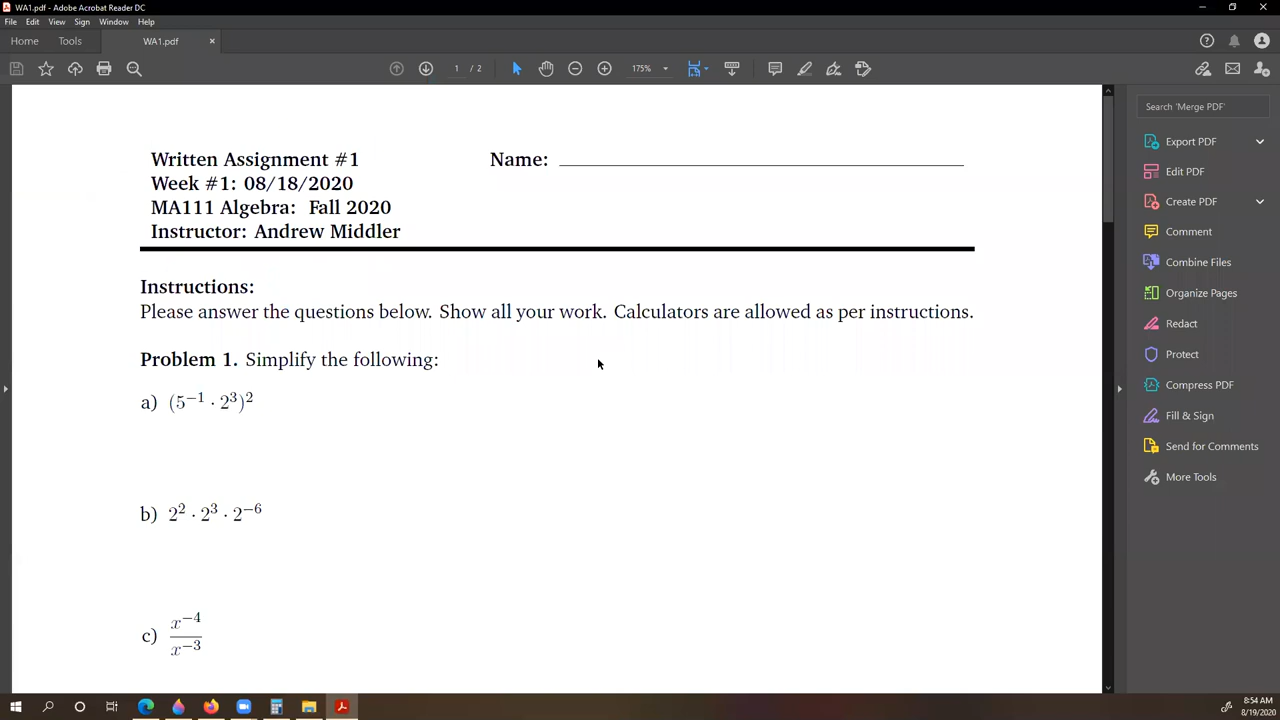 WA1.pdf - Adobe Acrobat Reader DC
File Edit View Sign Window Help
Home Tools WA1.pdf ×
1 / 2 175%
Search 'Merge PDF'
Export PDF
Edit PDF
Create PDF
Comment
Combine Files
Organize Pages
Redact
Protect
Compress PDF
Fill & Sign
Send for Comments
More Tools
Written Assignment #1
Name:
Week #1: 08/18/2020
MA111 Algebra: Fall 2020
Instructor: Andrew Middler
Instructions:
Please answer the questions below. Show all your work. Calculators are allowed as per instructions.
Problem 1. Simplify the following:
a) (5⁻¹ · 2³)²
b) 2² · 2³ · 2⁻⁶
c) x⁻⁴
x⁻³
8:54 AM
8/19/2020